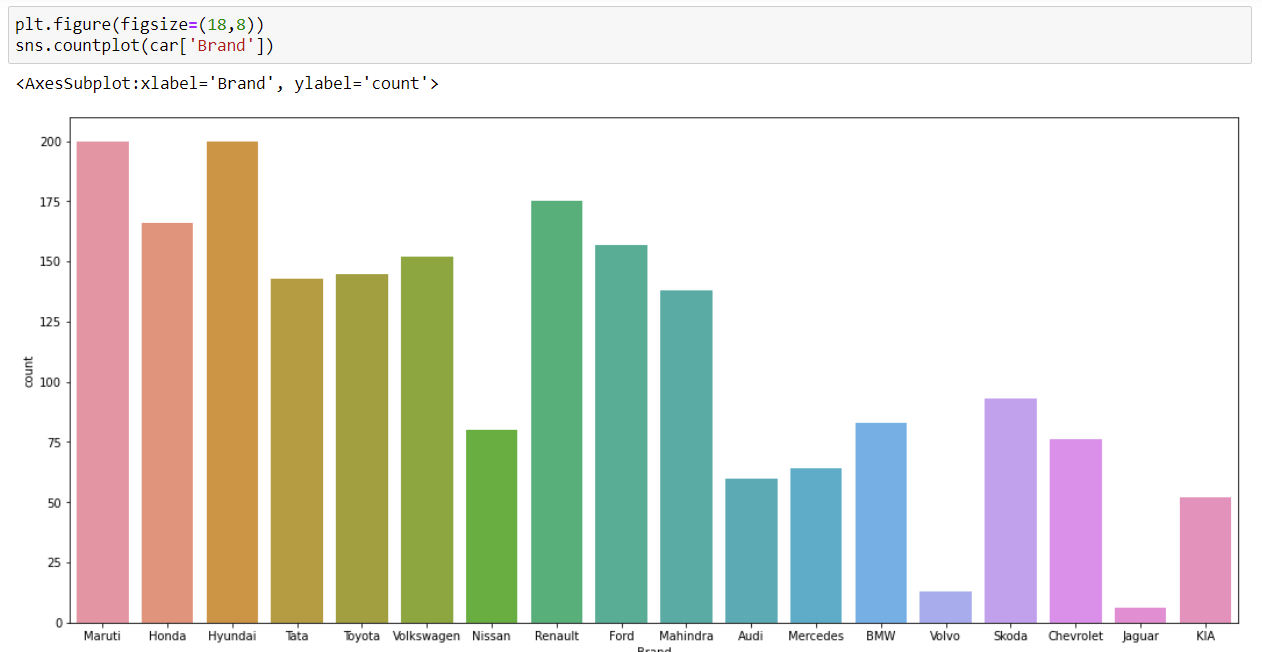 plt.figure(figsize=(18,8))
sns.countplot(car['Brand'])
<AxesSubplot:xlabel='Brand', ylabel='count'>
200
175
150
125
100
75
50
25
0
count
Maruti Honda Hyundai Tata Toyota Volkswagen Nissan Renault Ford Mahindra Audi Mercedes BMW Volvo Skoda Chevrolet Jaguar KIA
Brand